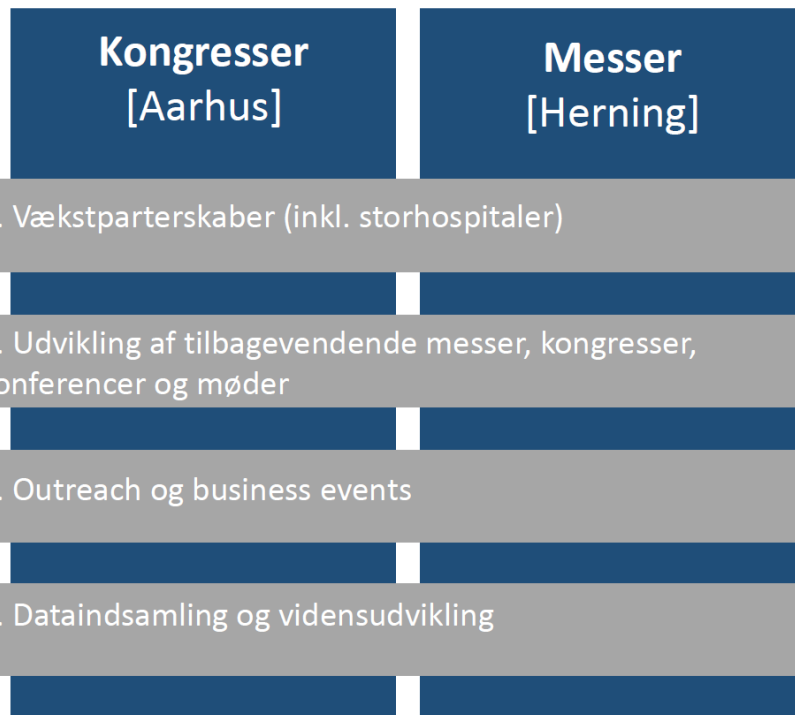 Kongresser
[Aarhus]
Messer
[Herning]
. Vækstparterskaber (inkl. storhospitaler)
. Udvikling af tilbagevendende messer, kongresser,
onferencer og møder
. Outreach og business events
. Dataindsamling og vidensudvikling